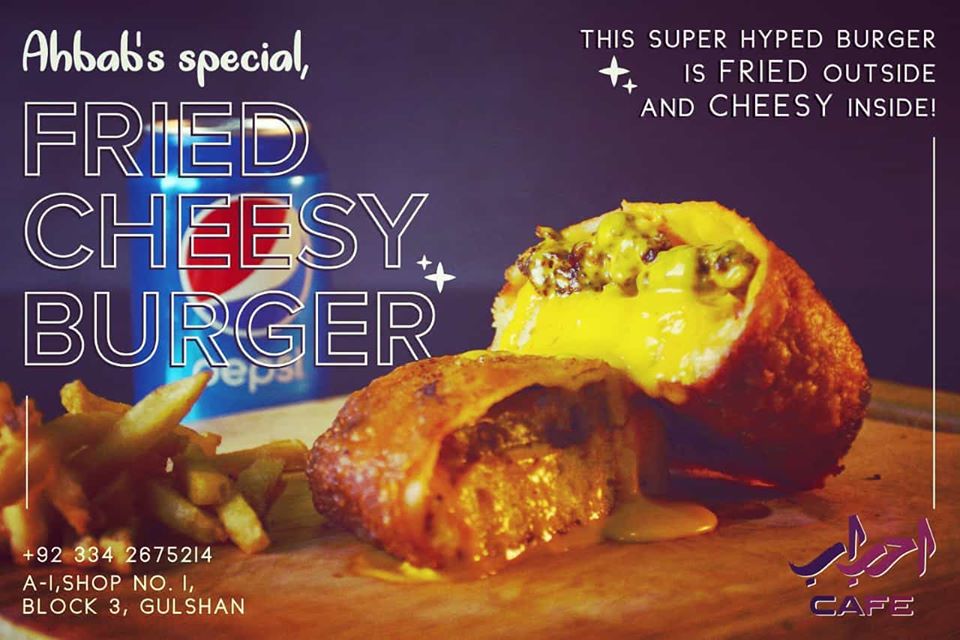 Ahbab's special,
FRIED
CHEESY
BURGER
THIS SUPER HYPED BURGER
IS FRIED OUTSIDE
AND CHEESY INSIDE!
pepsi
+92 334 2675214
A-1,SHOP NO. 1,
BLOCK 3, GULSHAN
احباب
CAFE